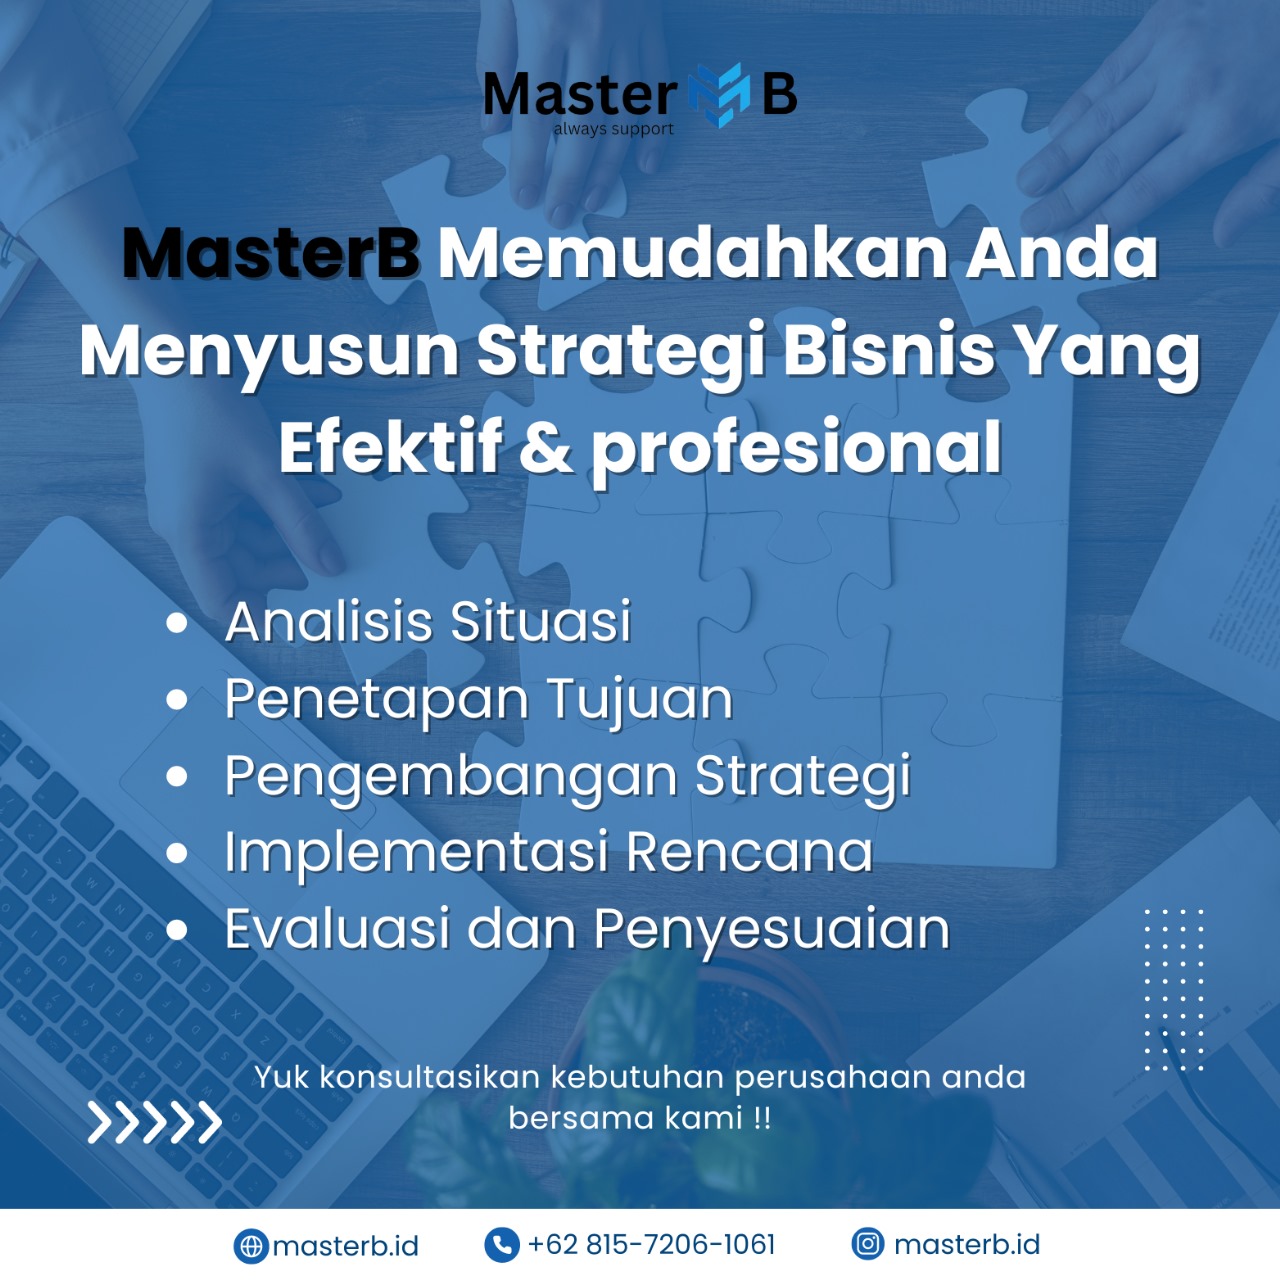 Master B
always support
MasterB Memudahkan Anda
Menyusun Strategi Bisnis Yang
Efektif & profesional
• Analisis Situasi
• Penetapan Tujuan
• Pengembangan Strategi
• Implementasi Rencana
• Evaluasi dan Penyesuaian
Yuk konsultasikan kebutuhan perusahaan anda
bersama kami !!
masterb.id +62 815-7206-1061 masterb.id